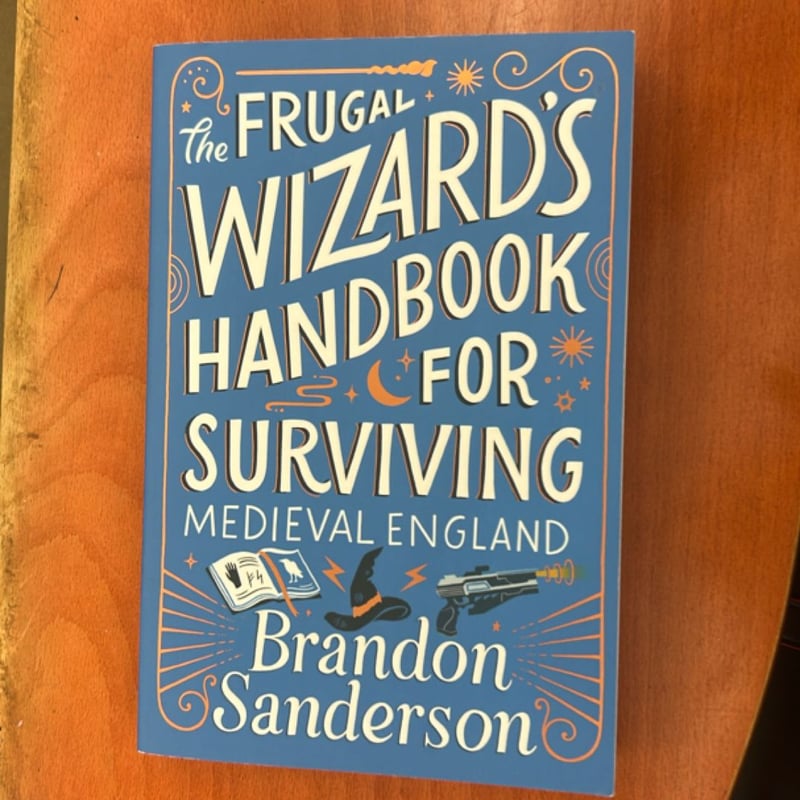 The FRUGAL
WIZARD'S
HANDBOOK
FOR
SURVIVING
MEDIEVAL ENGLAND
Brandon
Sanderson